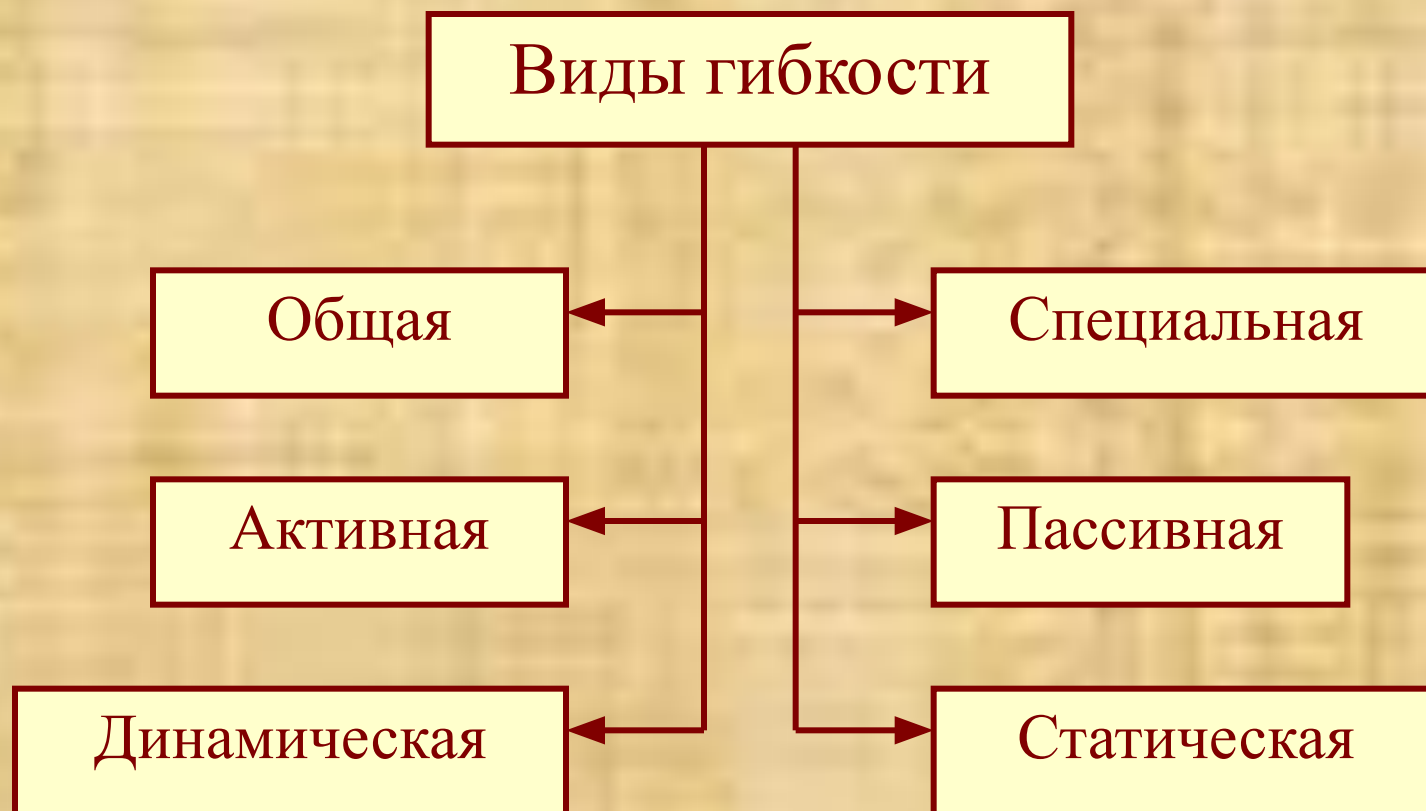 Виды гибкости
Общая
Специальная
Активная
Пассивная
Динамическая
Статическая